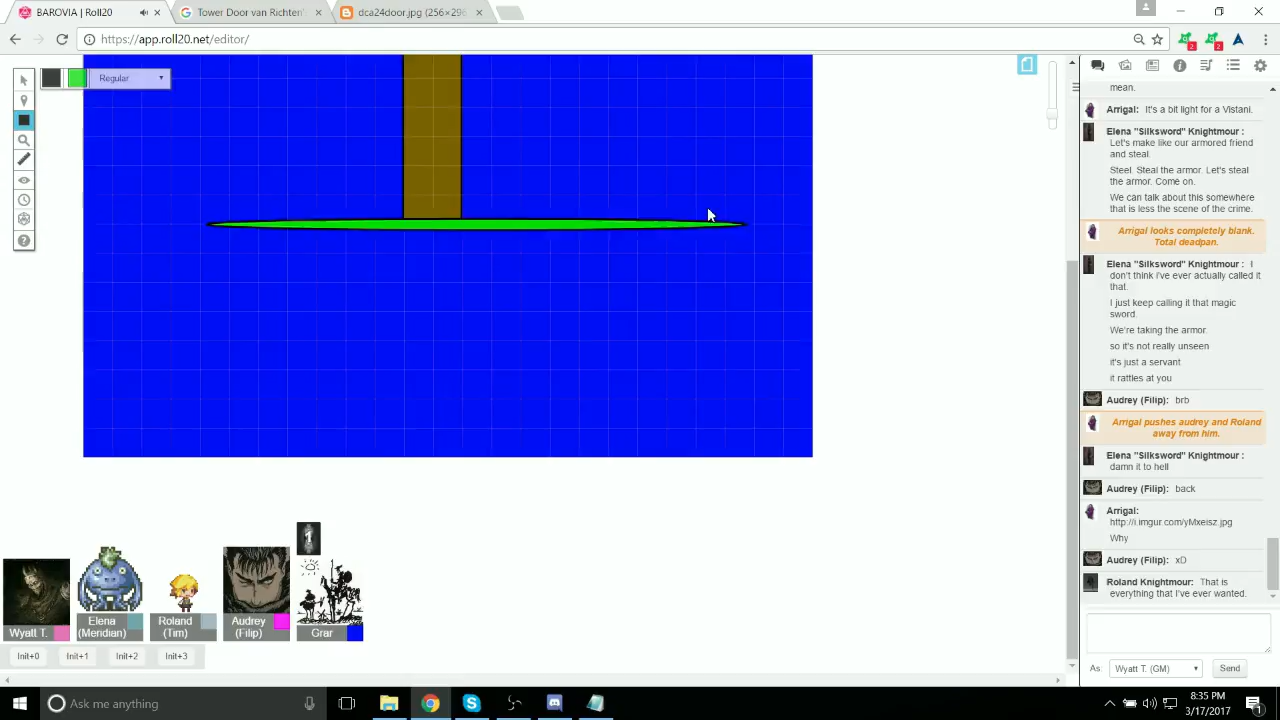 BAROVIA | Roll20
Tower Door van Richten'
dca24door.jpg (256×296
https://app.roll20.net/editor/
2
2
Regular
mean.
Arrigal: It's a bit light for a Vistani.
Elena "Silksword" Knightmour :
Let's make like our armored friend
and steal.
Steel. Steal the armor. Let's steal
the armor. Come on.
We can talk about this somewhere
that is less the scene of the crime.
Arrigal looks completely blank.
Total deadpan.
Elena "Silksword" Knightmour : I
don't think i've ever actually called it
that.
I just keep calling it that magic
sword.
We're taking the armor.
so it's not really unseen
it's just a servant
it rattles at you
Audrey (Filip): brb
Arrigal pushes audrey and Roland
away from him.
Elena "Silksword" Knightmour :
damn it to hell
Audrey (Filip): back
Arrigal:
http://i.imgur.com/yMxeisz.jpg
Why
Audrey (Filip): xD
Roland Knightmour: That is
everything that I've ever wanted.
1
Wyatt T.
Elena
(Meridian)
Roland
(Tim)
Audrey
(Filip)
Grar
Init+0
Init+1
Init+2
Init+3
As:
Wyatt T. (GM)
Send
Ask me anything
8:35 PM
3/17/2017
1